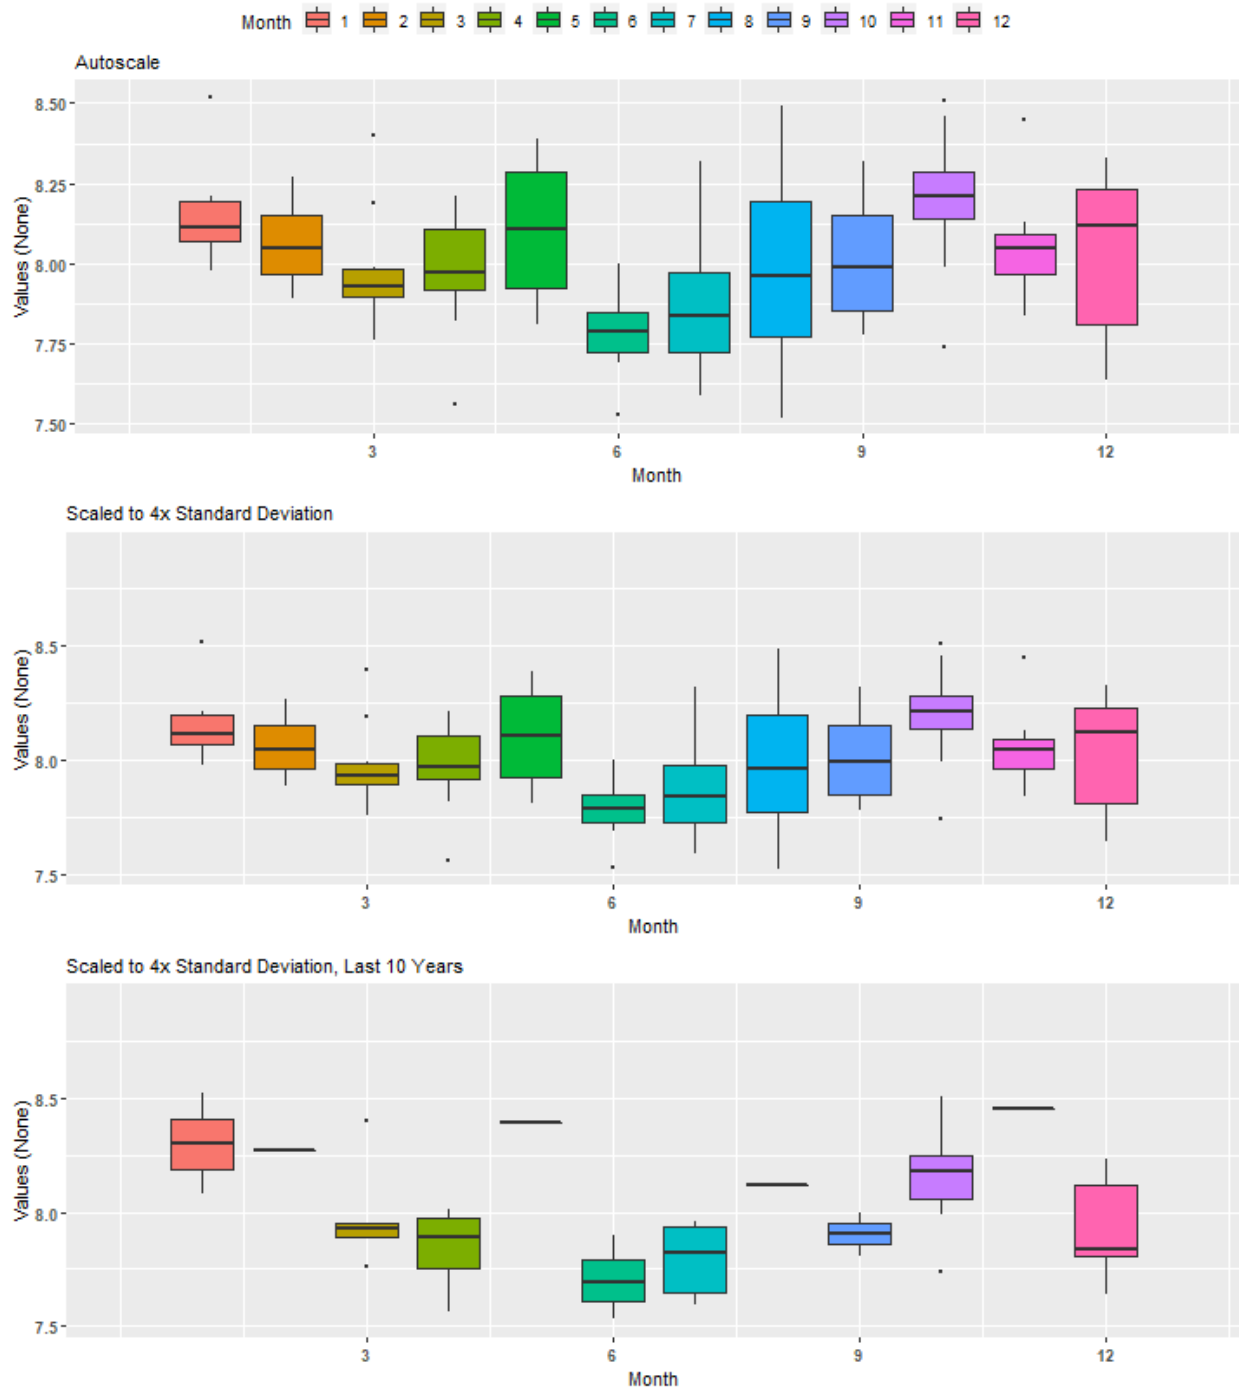 Month 1 2 3 4 5 6 7 8 9 10 11 12
Autoscale
Values (None)
8.50
8.25
8.00
7.75
7.50
3 6 9 12
Month
Scaled to 4x Standard Deviation
Values (None)
8.5
8.0
7.5
3 6 9 12
Month
Scaled to 4x Standard Deviation, Last 10 Years
Values (None)
8.5
8.0
7.5
3 6 9 12
Month